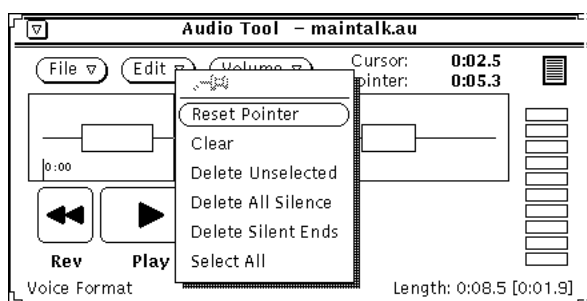 Audio Tool – maintalk.au
File Edit Volume Cursor: 0:02.5
ointer: 0:05.3
Reset Pointer
Clear
0:00
Delete Unselected
Delete All Silence
Delete Silent Ends
Rev Play Select All
Voice Format Length: 0:08.5 [0:01.9]